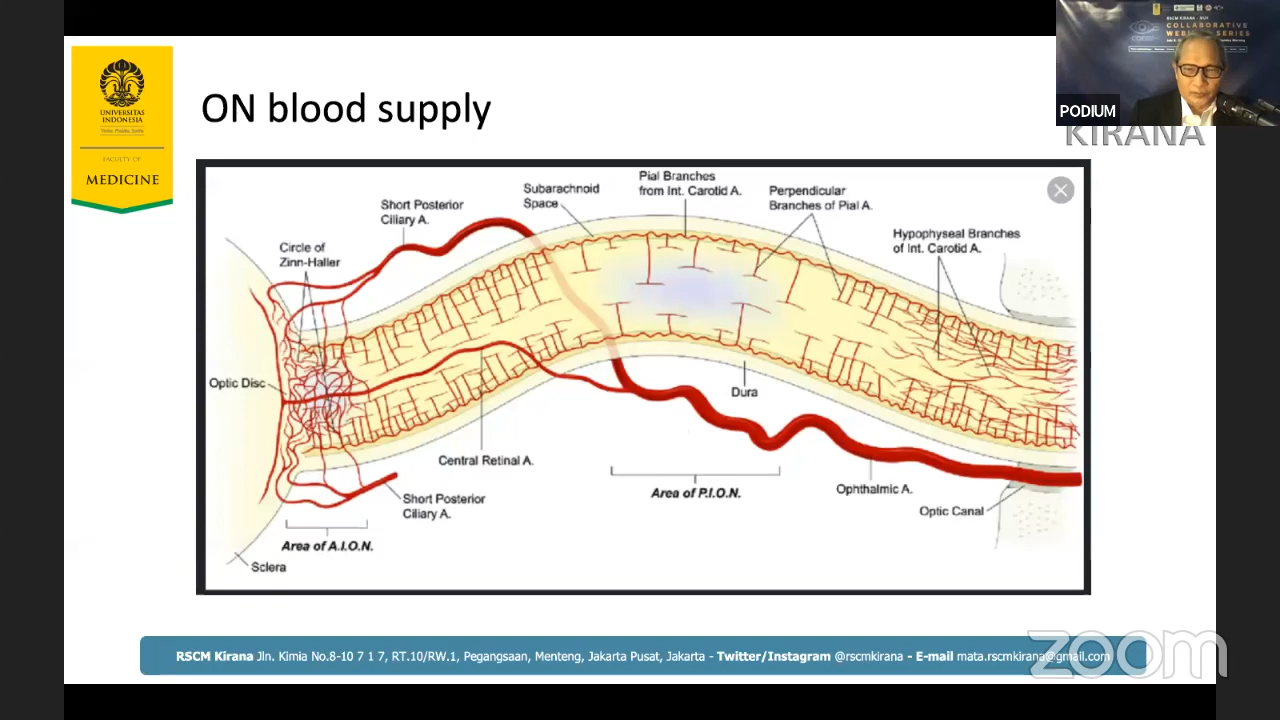 UNIVERSITAS
INDONESIA
Veritas, Probitas, Iustitia
FACULTY OF
MEDICINE
ON blood supply
COLLABORATIVE
PODIUM
KIRANA
Pial Branches
from Int. Carotid A.
Subarachnoid
Space
Perpendicular
Branches of Pial A.
Short Posterior
Ciliary A.
Hypophyseal Branches
of Int. Carotid A.
Circle of
Zinn-Haller
Optic Disc
Dura
Central Retinal A.
Area of P.I.O.N.
Ophthalmic A.
Short Posterior
Ciliary A.
Optic Canal
Area of A.I.O.N.
Sclera
RSCM Kirana Jln. Kimia No.8-10 7 1 7, RT.10/RW.1, Pegangsaan, Menteng, Jakarta Pusat, Jakarta - Twitter/Instagram @rscmkirana - E-mail mata.rscmkirana@gmail.com
zoom